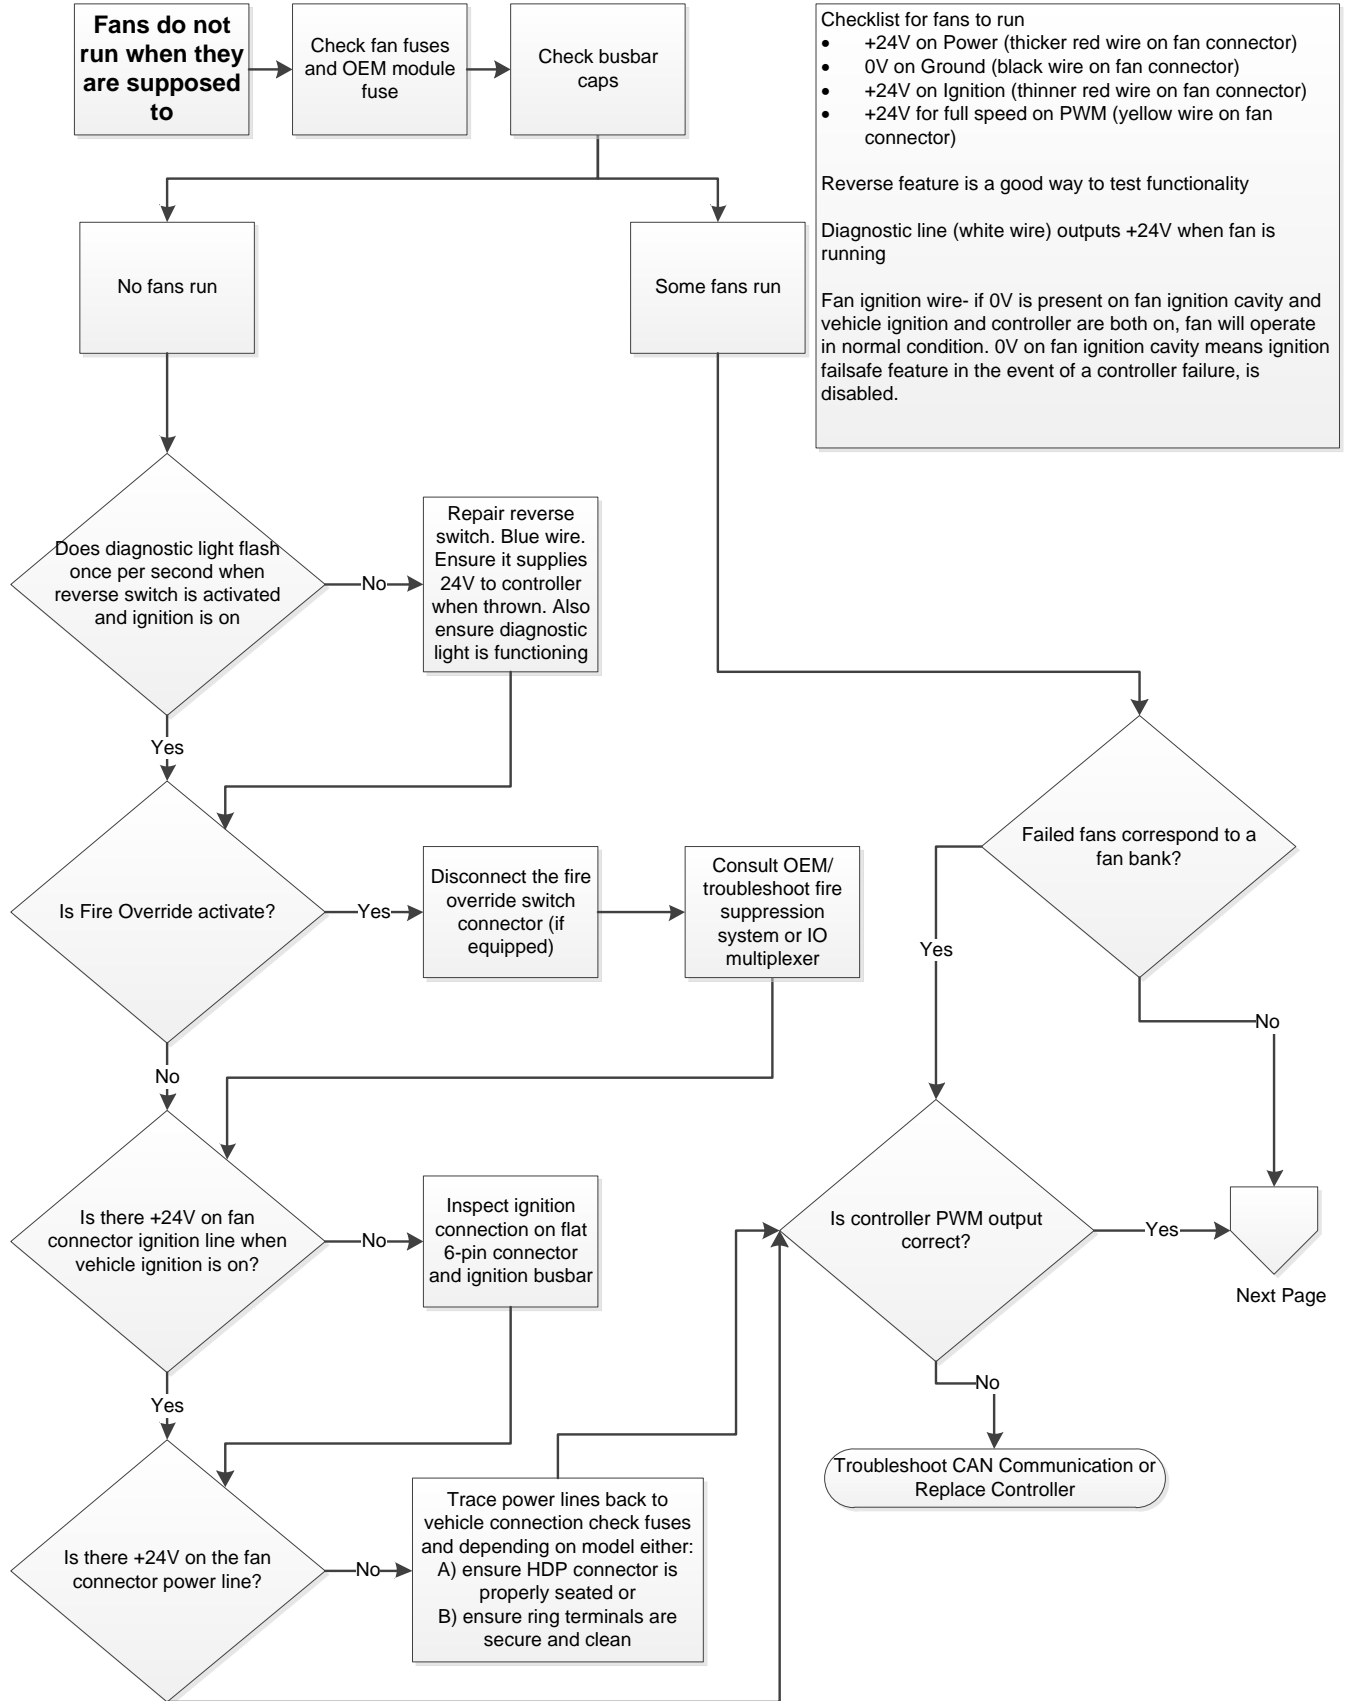 Fans do not
run when they
are supposed
to
Check fan fuses
and OEM module
fuse
Check busbar
caps
Checklist for fans to run
• +24V on Power (thicker red wire on fan connector)
• 0V on Ground (black wire on fan connector)
• +24V on Ignition (thinner red wire on fan connector)
• +24V for full speed on PWM (yellow wire on fan
connector)
Reverse feature is a good way to test functionality
Diagnostic line (white wire) outputs +24V when fan is
running
Fan ignition wire- if 0V is present on fan ignition cavity and
vehicle ignition and controller are both on, fan will operate
in normal condition. 0V on fan ignition cavity means ignition
failsafe feature in the event of a controller failure, is
disabled.
No fans run
Some fans run
Does diagnostic light flash
once per second when
reverse switch is activated
and ignition is on
No
Repair reverse
switch. Blue wire.
Ensure it supplies
24V to controller
when thrown. Also
ensure diagnostic
light is functioning
Yes
Is Fire Override activate?
Yes
Disconnect the fire
override switch
connector (if
equipped)
Consult OEM/
troubleshoot fire
suppression
system or IO
multiplexer
Failed fans correspond to a
fan bank?
Yes
No
No
Is there +24V on fan
connector ignition line when
vehicle ignition is on?
No
Inspect ignition
connection on flat
6-pin connector
and ignition busbar
Is controller PWM output
correct?
Yes
Next Page
No
Troubleshoot CAN Communication or
Replace Controller
Yes
Is there +24V on the fan
connector power line?
No
Trace power lines back to
vehicle connection check fuses
and depending on model either:
A) ensure HDP connector is
properly seated or
B) ensure ring terminals are
secure and clean